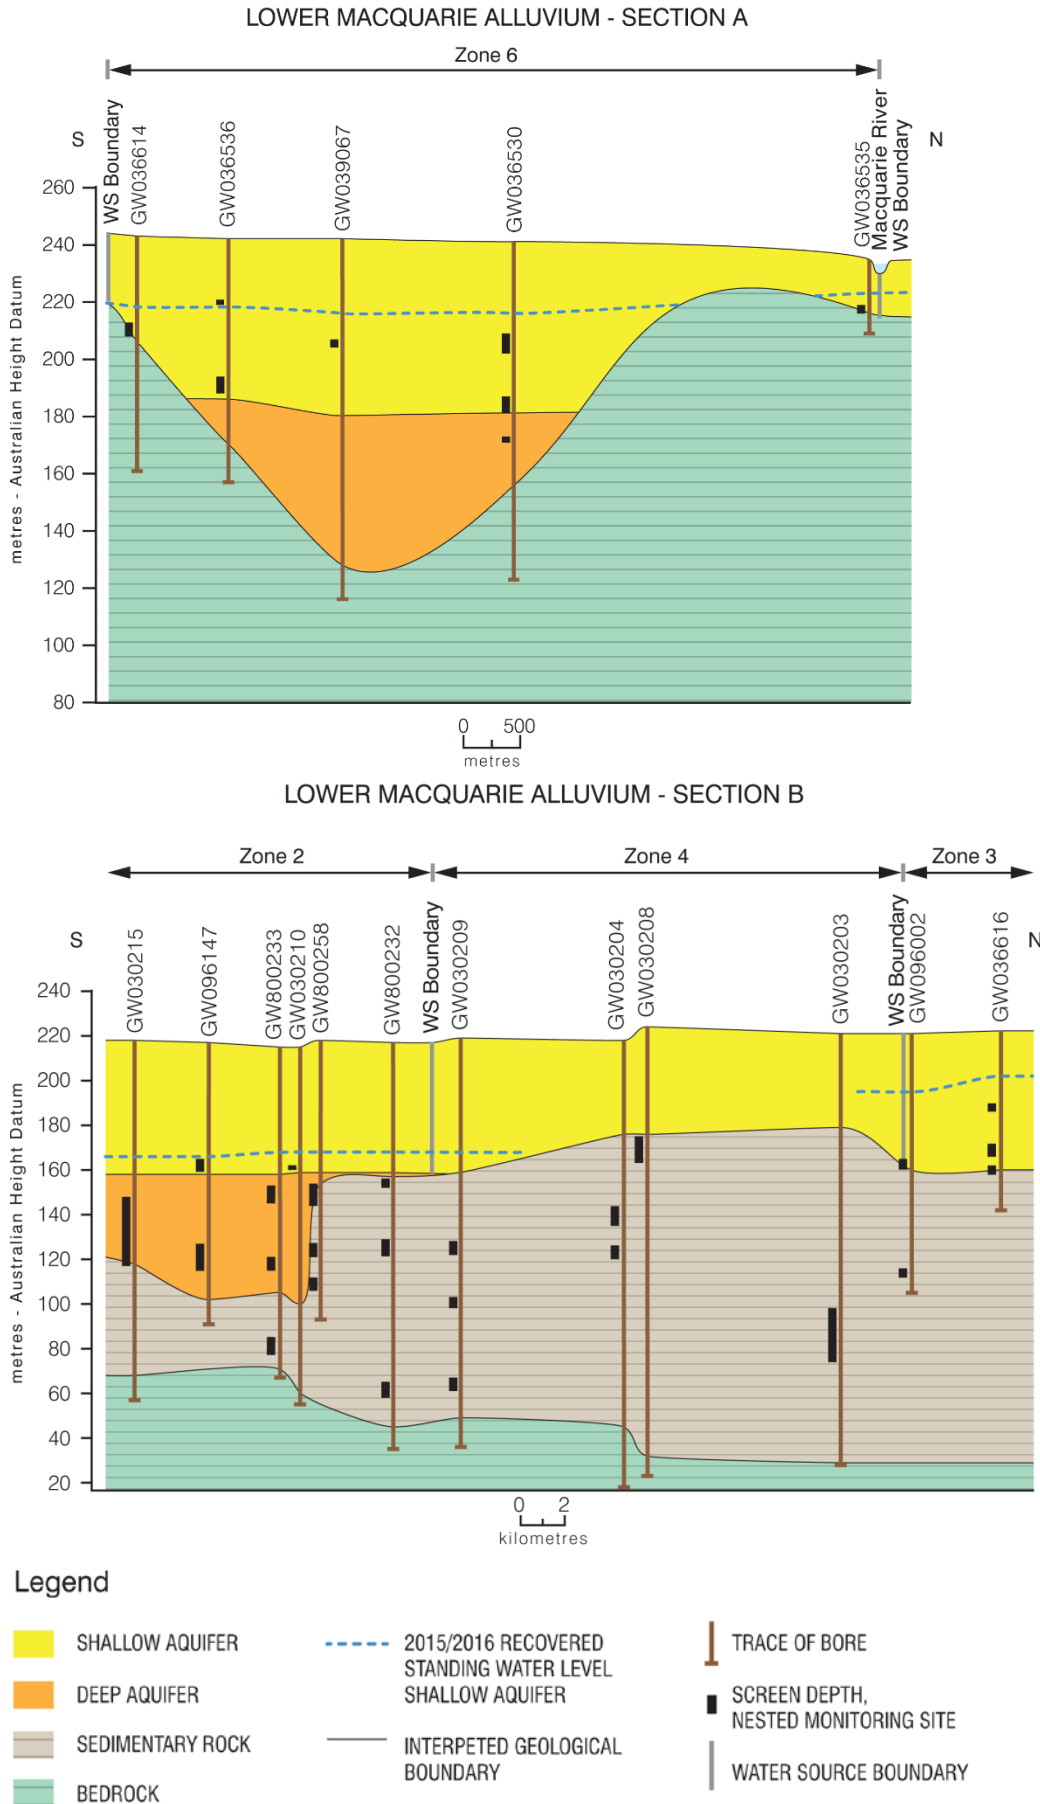 LOWER MACQUARIE ALLUVIUM - SECTION A
Zone 6
S
WS Boundary
GW036614
GW036536
GW039067
GW036530
GW036535
Macquarie River
WS Boundary
N
metres - Australian Height Datum
260
240
220
200
180
160
140
120
100
80
0 500
metres
LOWER MACQUARIE ALLUVIUM - SECTION B
Zone 2
Zone 4
Zone 3
S
GW030215
GW096147
GW800233
GW030210
GW800258
GW800232
WS Boundary
GW030209
GW030204
GW030208
GW030203
WS Boundary
GW096002
GW036616
N
metres - Australian Height Datum
240
220
200
180
160
140
120
100
80
60
40
20
0 2
kilometres
Legend
SHALLOW AQUIFER
DEEP AQUIFER
SEDIMENTARY ROCK
BEDROCK
2015/2016 RECOVERED
STANDING WATER LEVEL
SHALLOW AQUIFER
INTERPETED GEOLOGICAL
BOUNDARY
TRACE OF BORE
SCREEN DEPTH,
NESTED MONITORING SITE
WATER SOURCE BOUNDARY